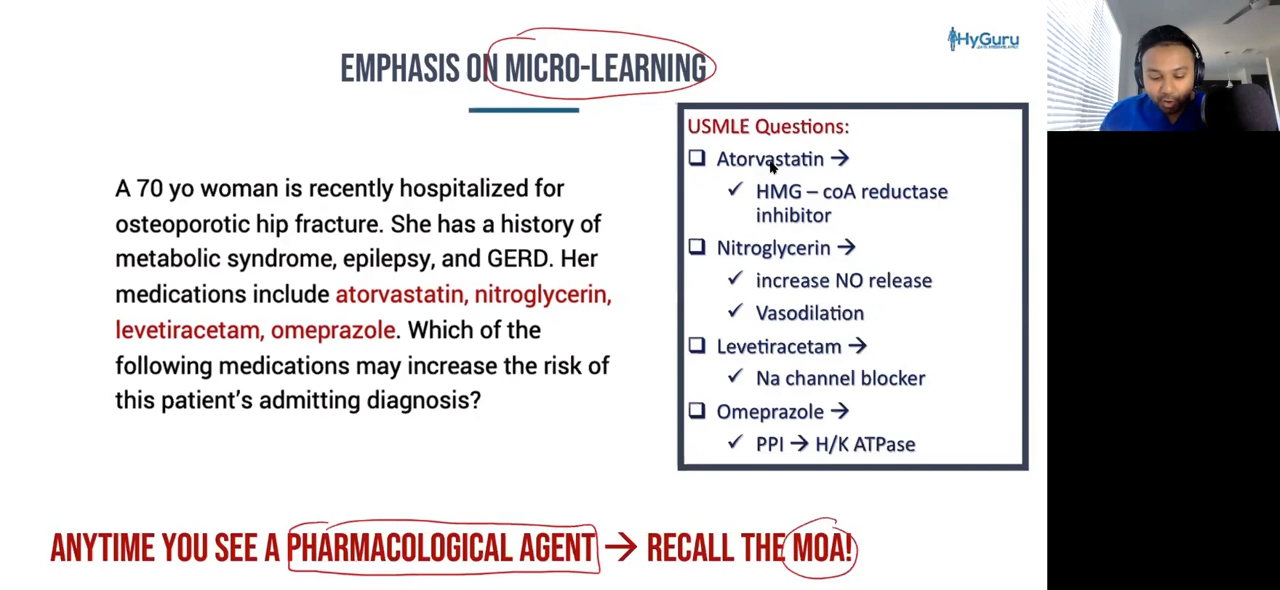 HyGuru
EMPHASIS ON MICRO-LEARNING
A 70 yo woman is recently hospitalized for
osteoporotic hip fracture. She has a history of
metabolic syndrome, epilepsy, and GERD. Her
medications include atorvastatin, nitroglycerin,
levetiracetam, omeprazole. Which of the
following medications may increase the risk of
this patient's admitting diagnosis?
USMLE Questions:
❑ Atorvastatin →
✓ HMG – coA reductase
inhibitor
❑ Nitroglycerin →
✓ increase NO release
✓ Vasodilation
❑ Levetiracetam →
✓ Na channel blocker
❑ Omeprazole →
✓ PPI → H/K ATPase
ANYTIME YOU SEE A PHARMACOLOGICAL AGENT → RECALL THE MOA!